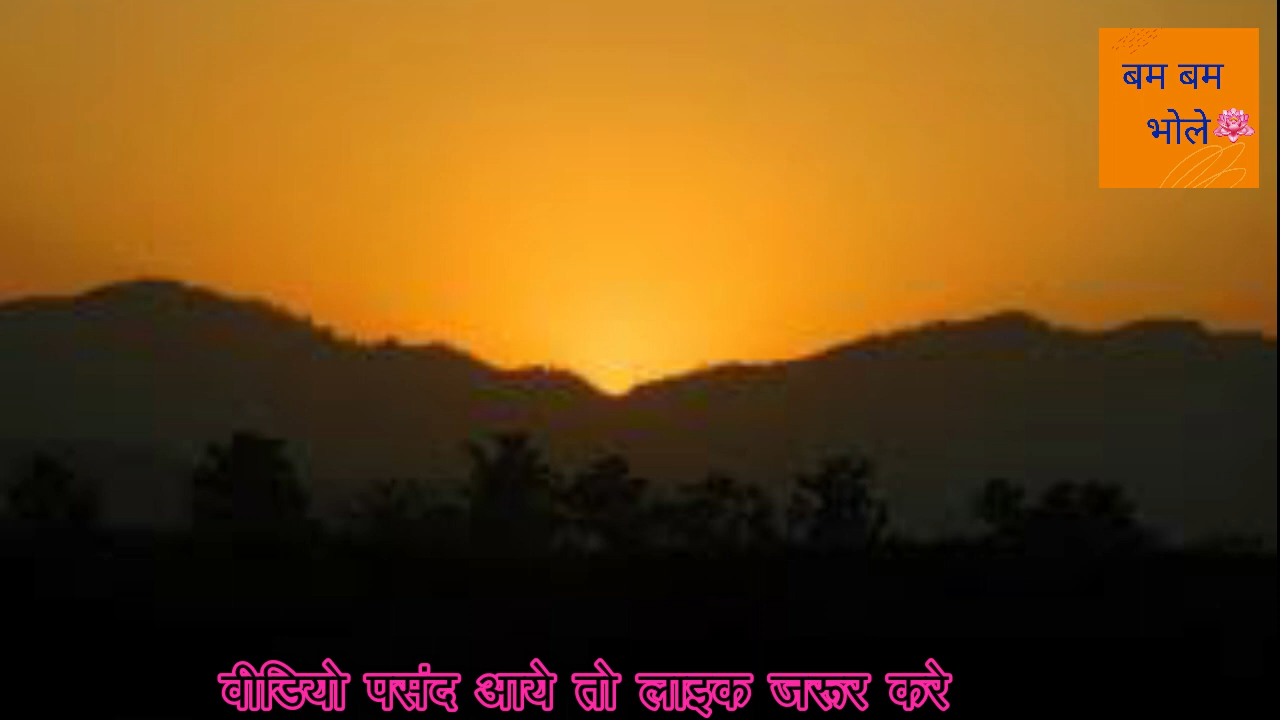 बम बम
भोले
वीडियो पसंद आये तो लाइक जरूर करे